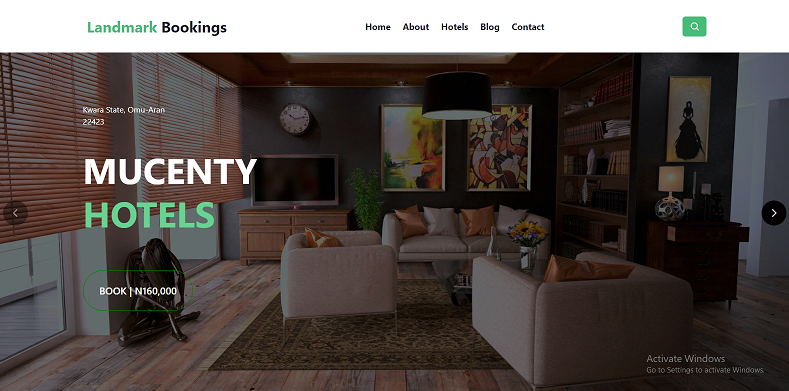 Landmark Bookings
Home About Hotels Blog Contact
Kwara State, Omu-Aran
22423
MUCENTY
HOTELS
BOOK | N160,000
Activate Windows
Go to Settings to activate Windows.